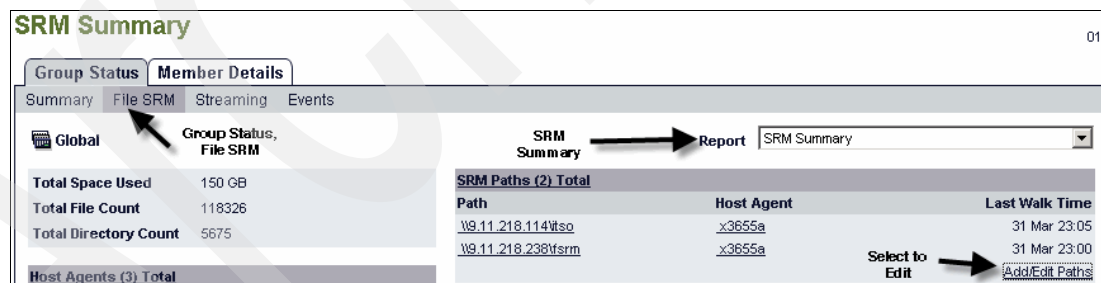 SRM Summary
01
Group Status Member Details
Summary File SRM Streaming Events
Global
Group Status,
File SRM
SRM
Summary
Report SRM Summary
Total Space Used 150 GB
Total File Count 118326
Total Directory Count 5675
Host Agents (3) Total
SRM Paths (2) Total
Path Host Agent Last Walk Time
\\9.11.218.114\itso x3655a 31 Mar 23:05
\\9.11.218.238\fsrm x3655a 31 Mar 23:00
Select to
Edit
Add/Edit Paths